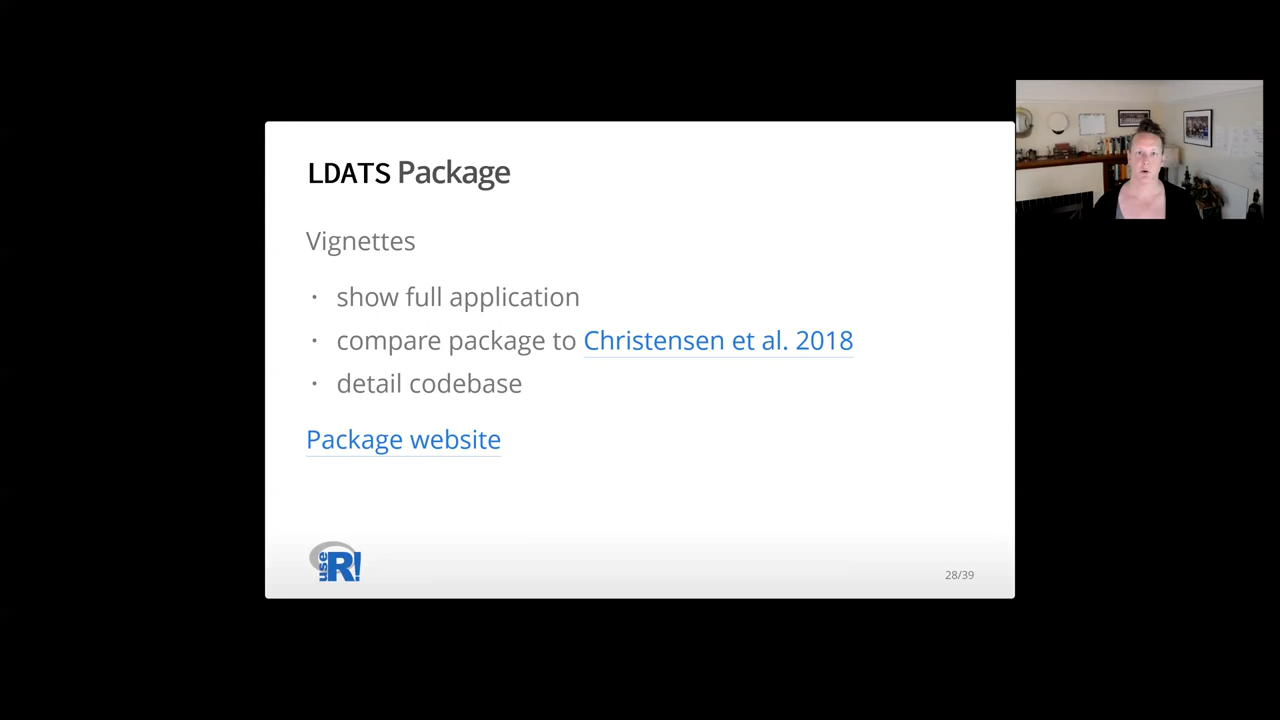 LDATS Package
Vignettes
· show full application
· compare package to Christensen et al. 2018
· detail codebase
Package website
use R!
28/39